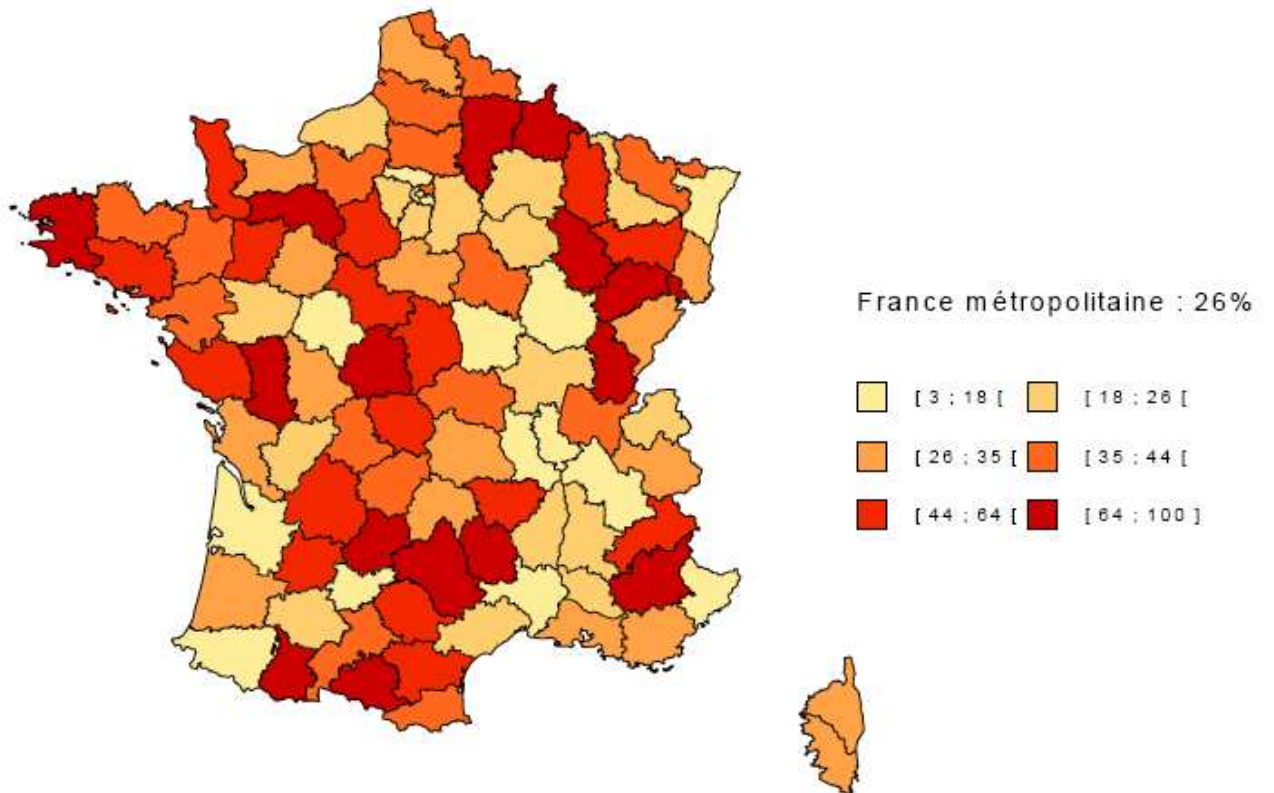 France métropolitaine : 26%
[ 3 ; 18 [ [ 18 ; 26 [
[ 26 ; 35 [ [ 35 ; 44 [
[ 44 ; 64 [ [ 64 ; 100 ]